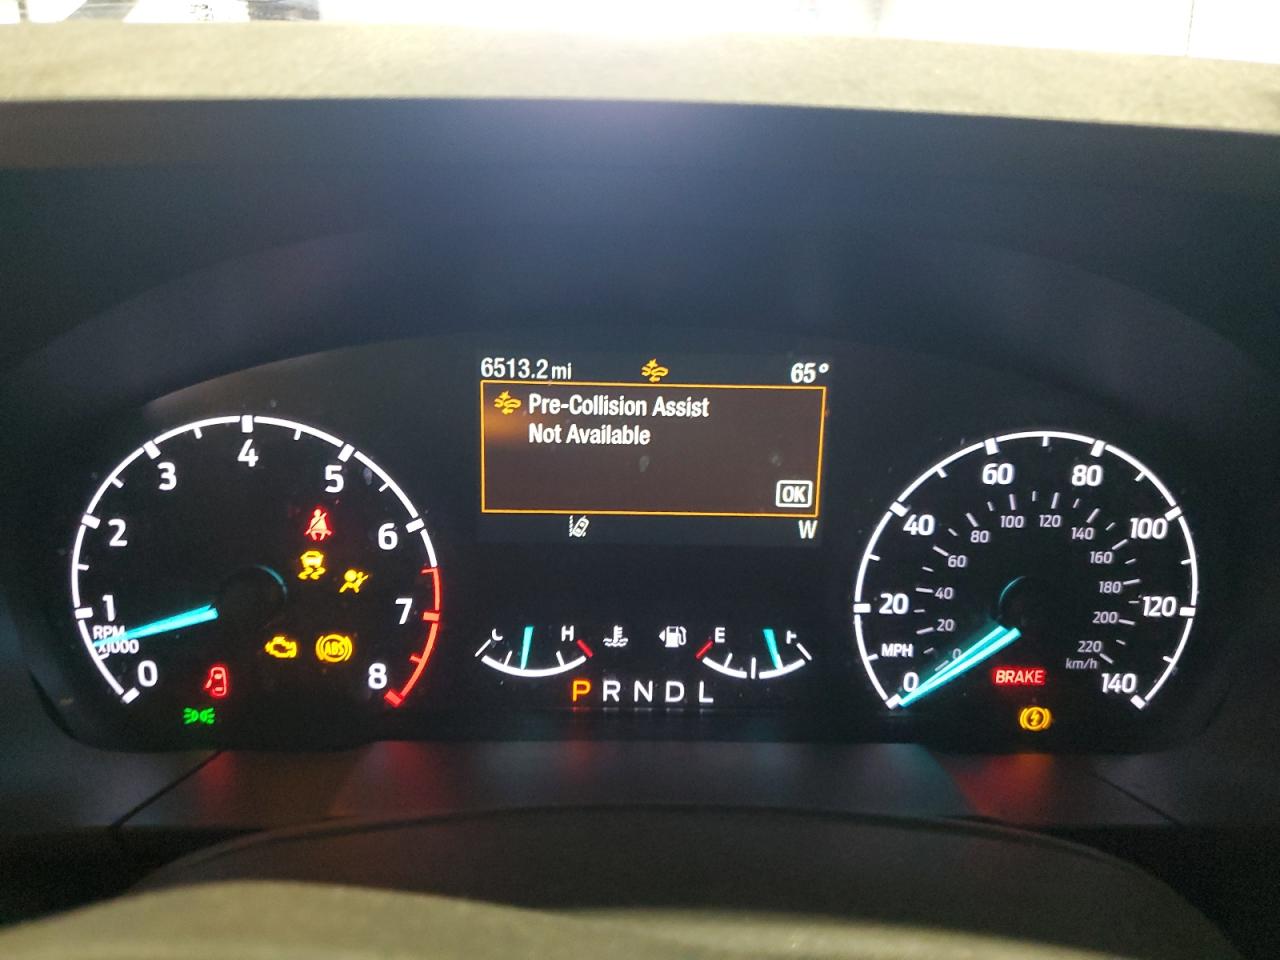 6513.2 mi 65°
Pre-Collision Assist
Not Available
OK
W
0 1 2 3 4 5 6 7 8
RPM
x1000
ABS
C H
E F
P R N D L
0 20 40 60 80 100 120 140
MPH
0 20 40 60 80 100 120 140 160 180 200 220
km/h
BRAKE